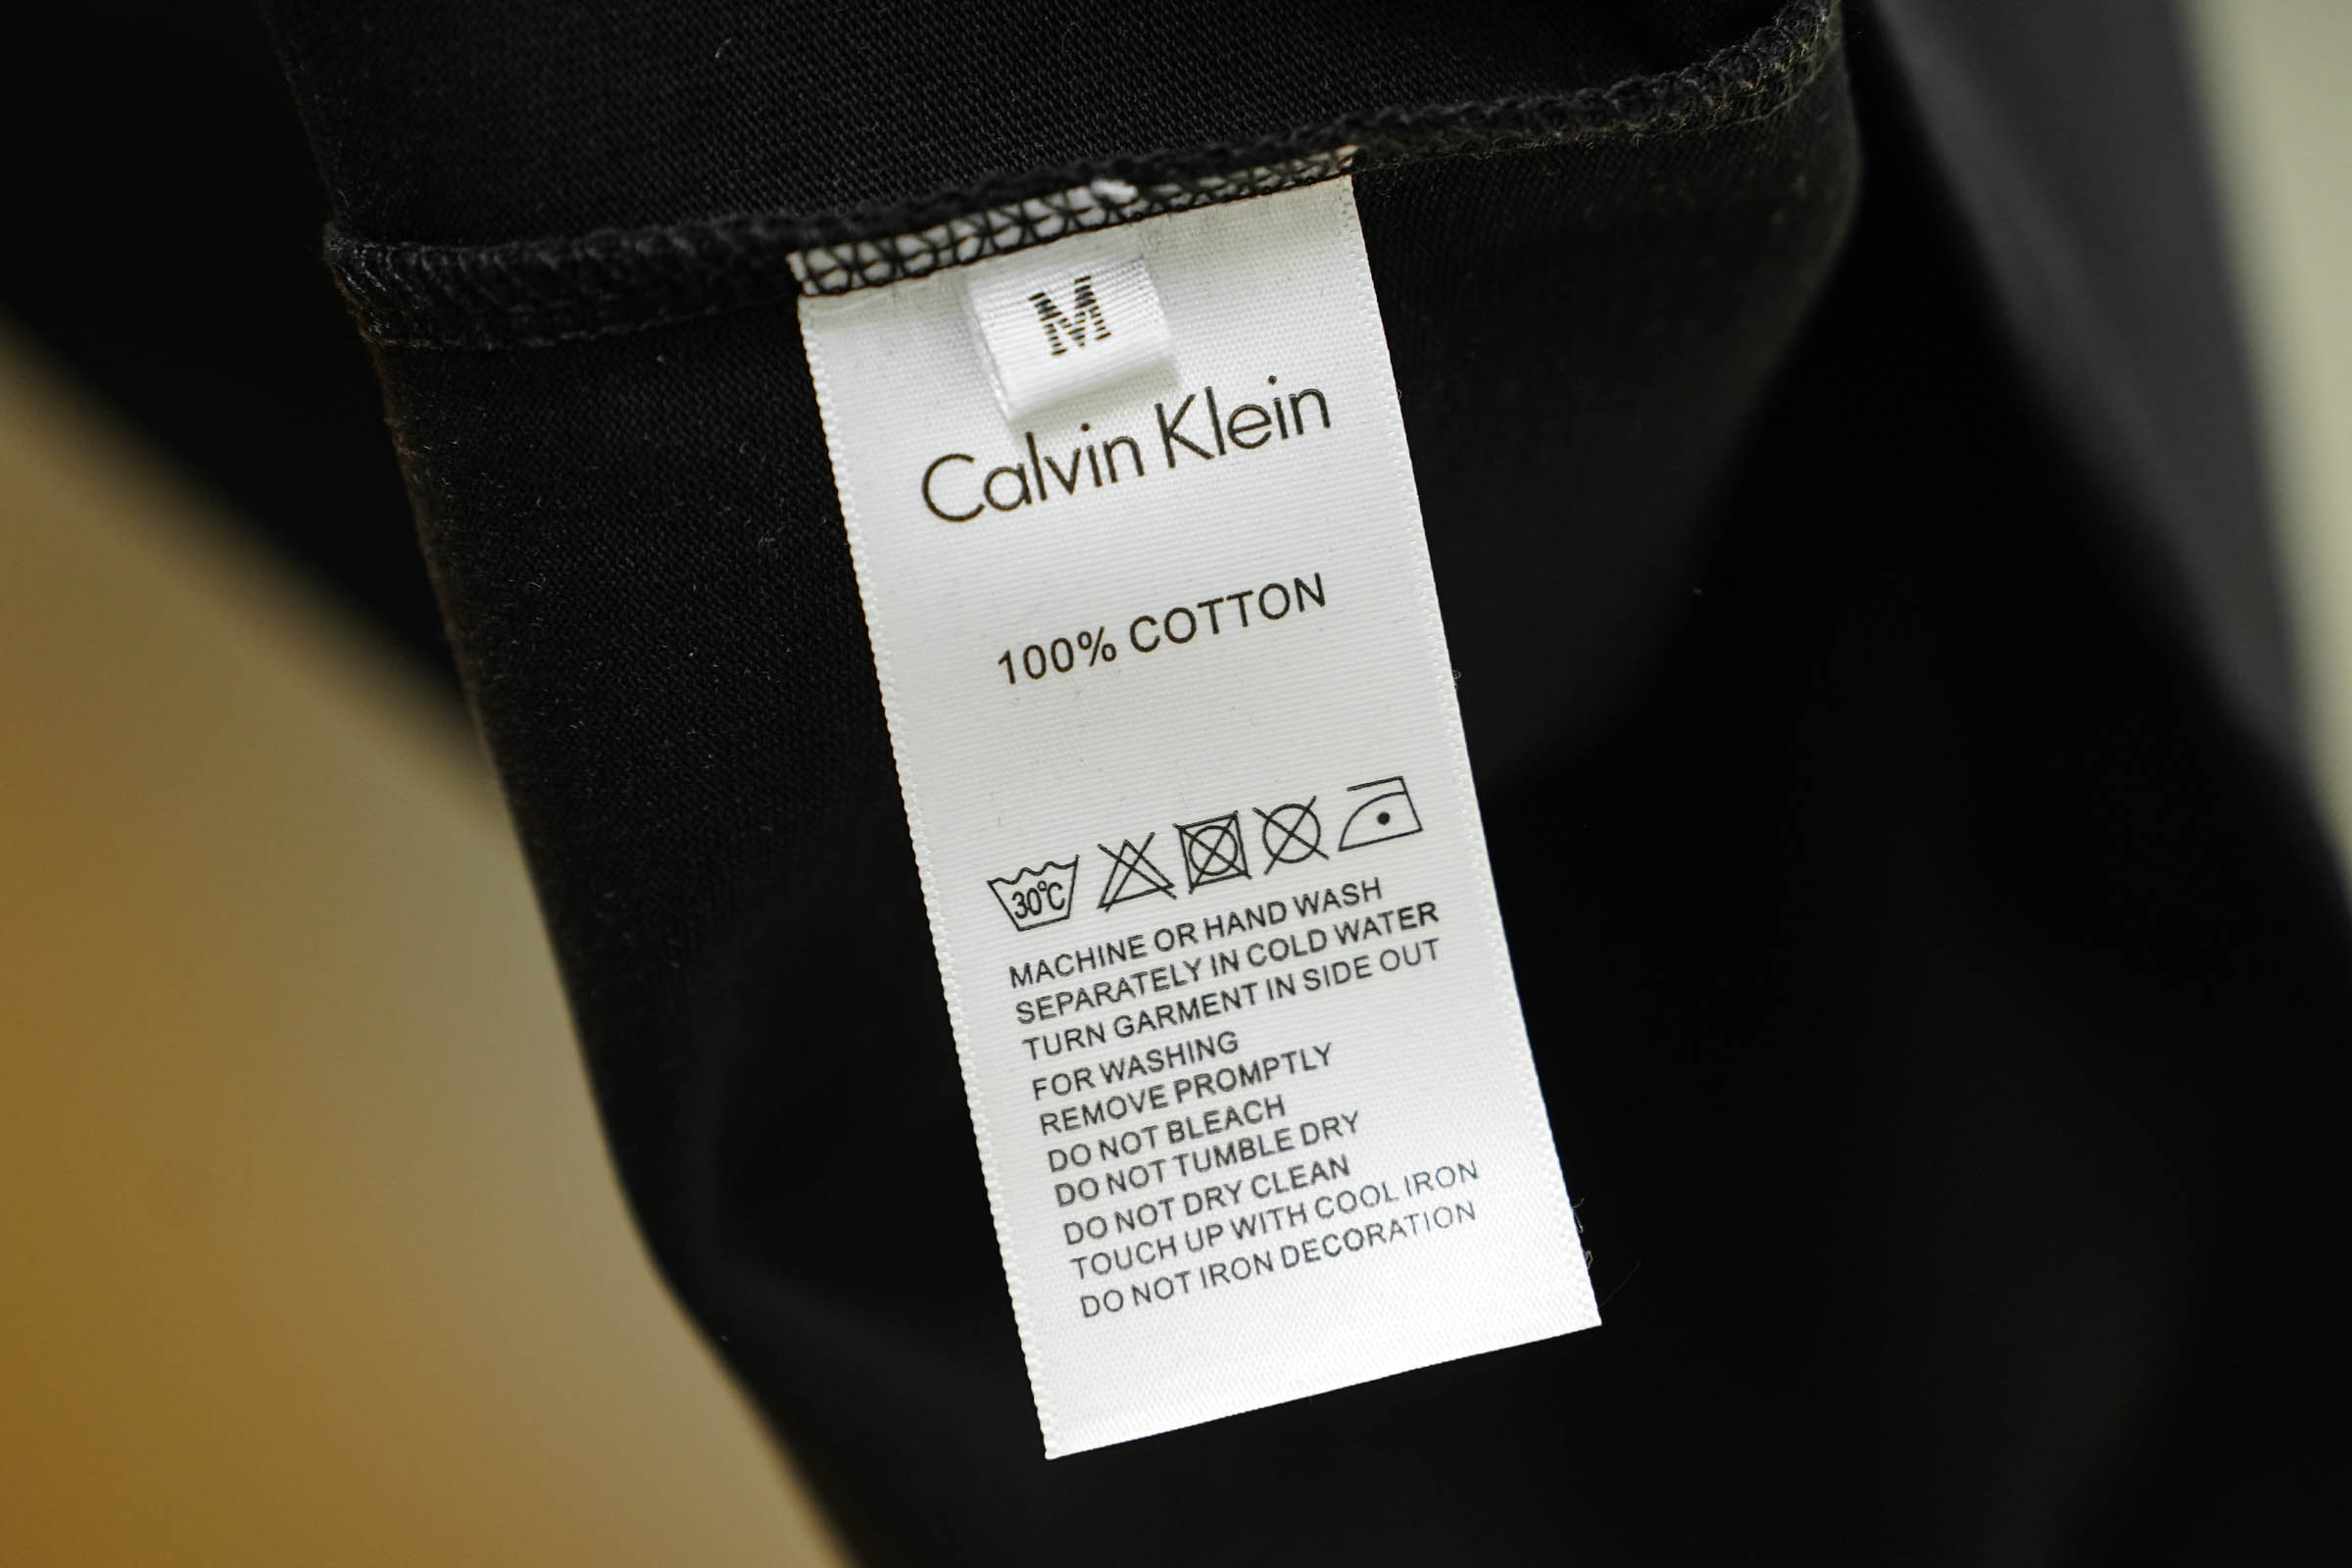 M
Calvin Klein
100% COTTON
30℃
MACHINE OR HAND WASH
SEPARATELY IN COLD WATER
TURN GARMENT IN SIDE OUT
FOR WASHING
REMOVE PROMPTLY
DO NOT BLEACH
DO NOT TUMBLE DRY
DO NOT DRY CLEAN
TOUCH UP WITH COOL IRON
DO NOT IRON DECORATION